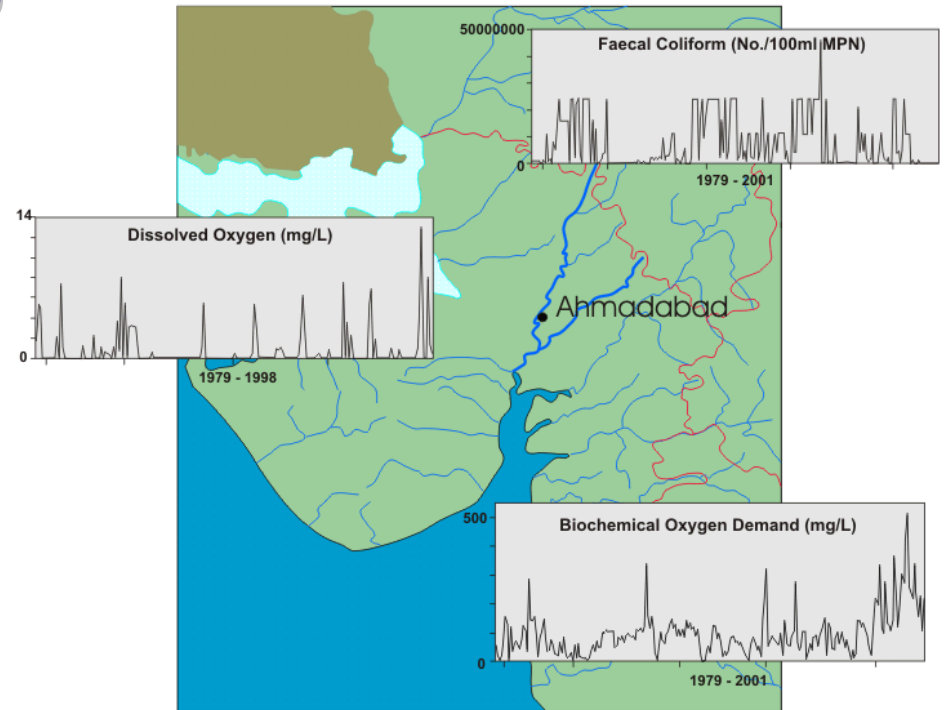 50000000
Faecal Coliform (No./100ml MPN)
0
1979 - 2001
14
Dissolved Oxygen (mg/L)
0
1979 - 1998
Ahmadabad
500
Biochemical Oxygen Demand (mg/L)
0
1979 - 2001